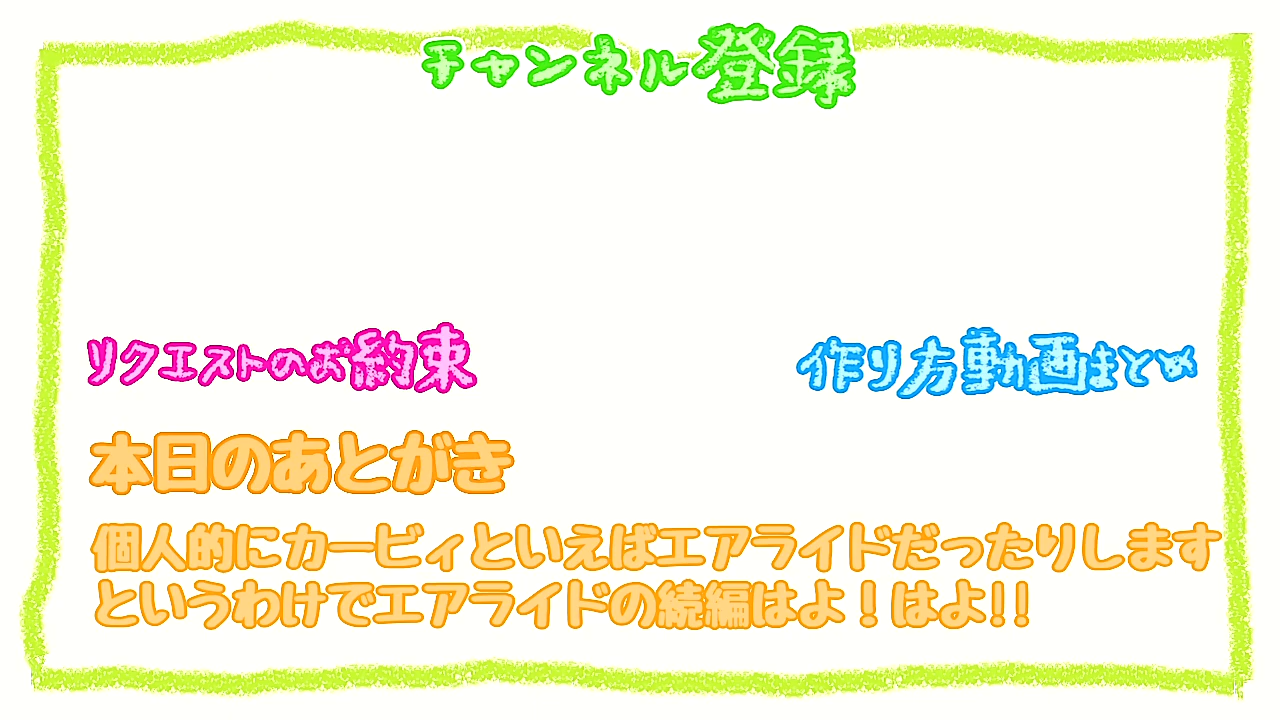 チャンネル登録
リクエストのお約束
作り方動画まとめ
本日のあとがき
個人的にカービィといえばエアライドだったりします
というわけでエアライドの続編はよ！はよ!!